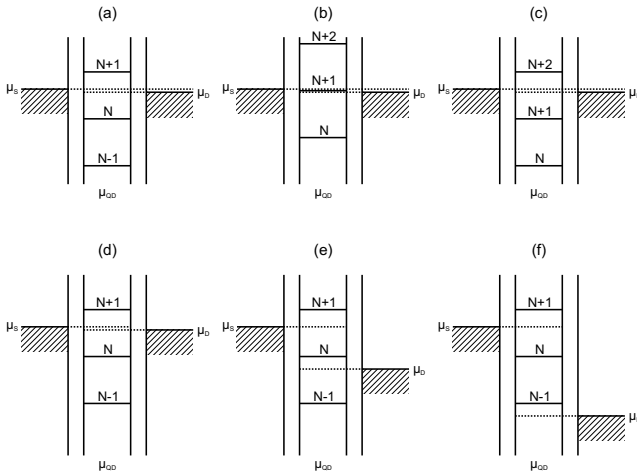 (a) (b) (c)
N+2
N+1 N+1 N+2
μS μD μS μD μS μ
N N+1
N-1 N N
μQD μQD μQD
(d) (e) (f)
N+1 N+1 N+1
μS μD μS μS
N N N
μD
N-1 N-1 N-1
μ
μQD μQD μQD